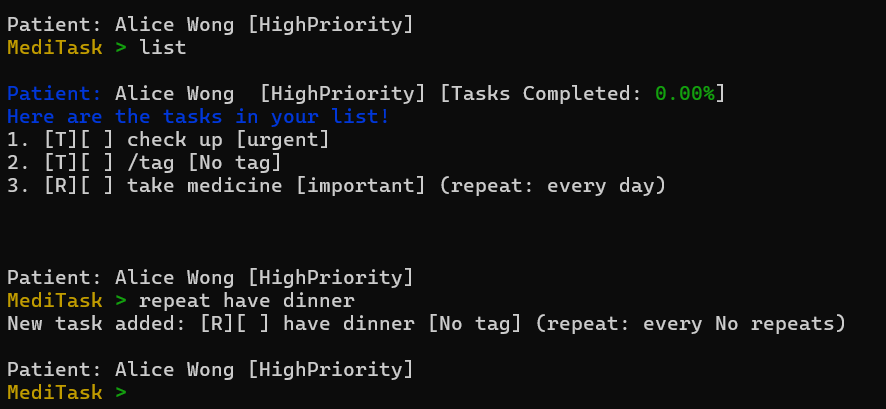 Patient: Alice Wong [HighPriority]
MediTask > list
Patient: Alice Wong  [HighPriority] [Tasks Completed: 0.00%]
Here are the tasks in your list!
1. [T][ ] check up [urgent]
2. [T][ ] /tag [No tag]
3. [R][ ] take medicine [important] (repeat: every day)
Patient: Alice Wong [HighPriority]
MediTask > repeat have dinner
New task added: [R][ ] have dinner [No tag] (repeat: every No repeats)
Patient: Alice Wong [HighPriority]
MediTask >